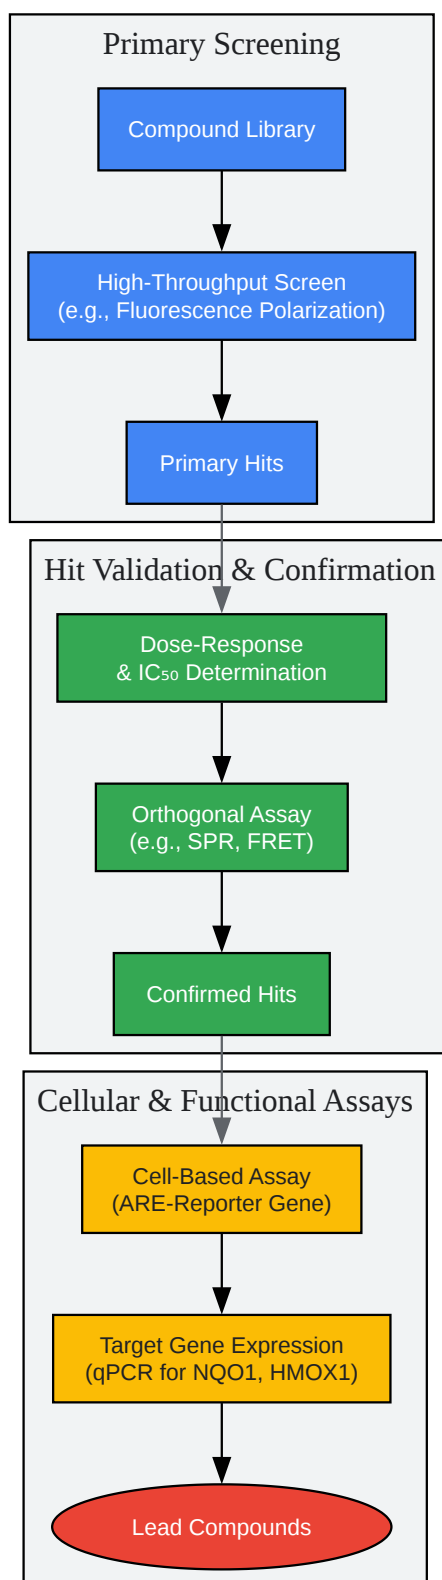 Primary Screening
Compound Library
High-Throughput Screen
(e.g., Fluorescence Polarization)
Primary Hits
Hit Validation & Confirmation
Dose-Response
& IC₅₀ Determination
Orthogonal Assay
(e.g., SPR, FRET)
Confirmed Hits
Cellular & Functional Assays
Cell-Based Assay
(ARE-Reporter Gene)
Target Gene Expression
(qPCR for NQO1, HMOX1)
Lead Compounds